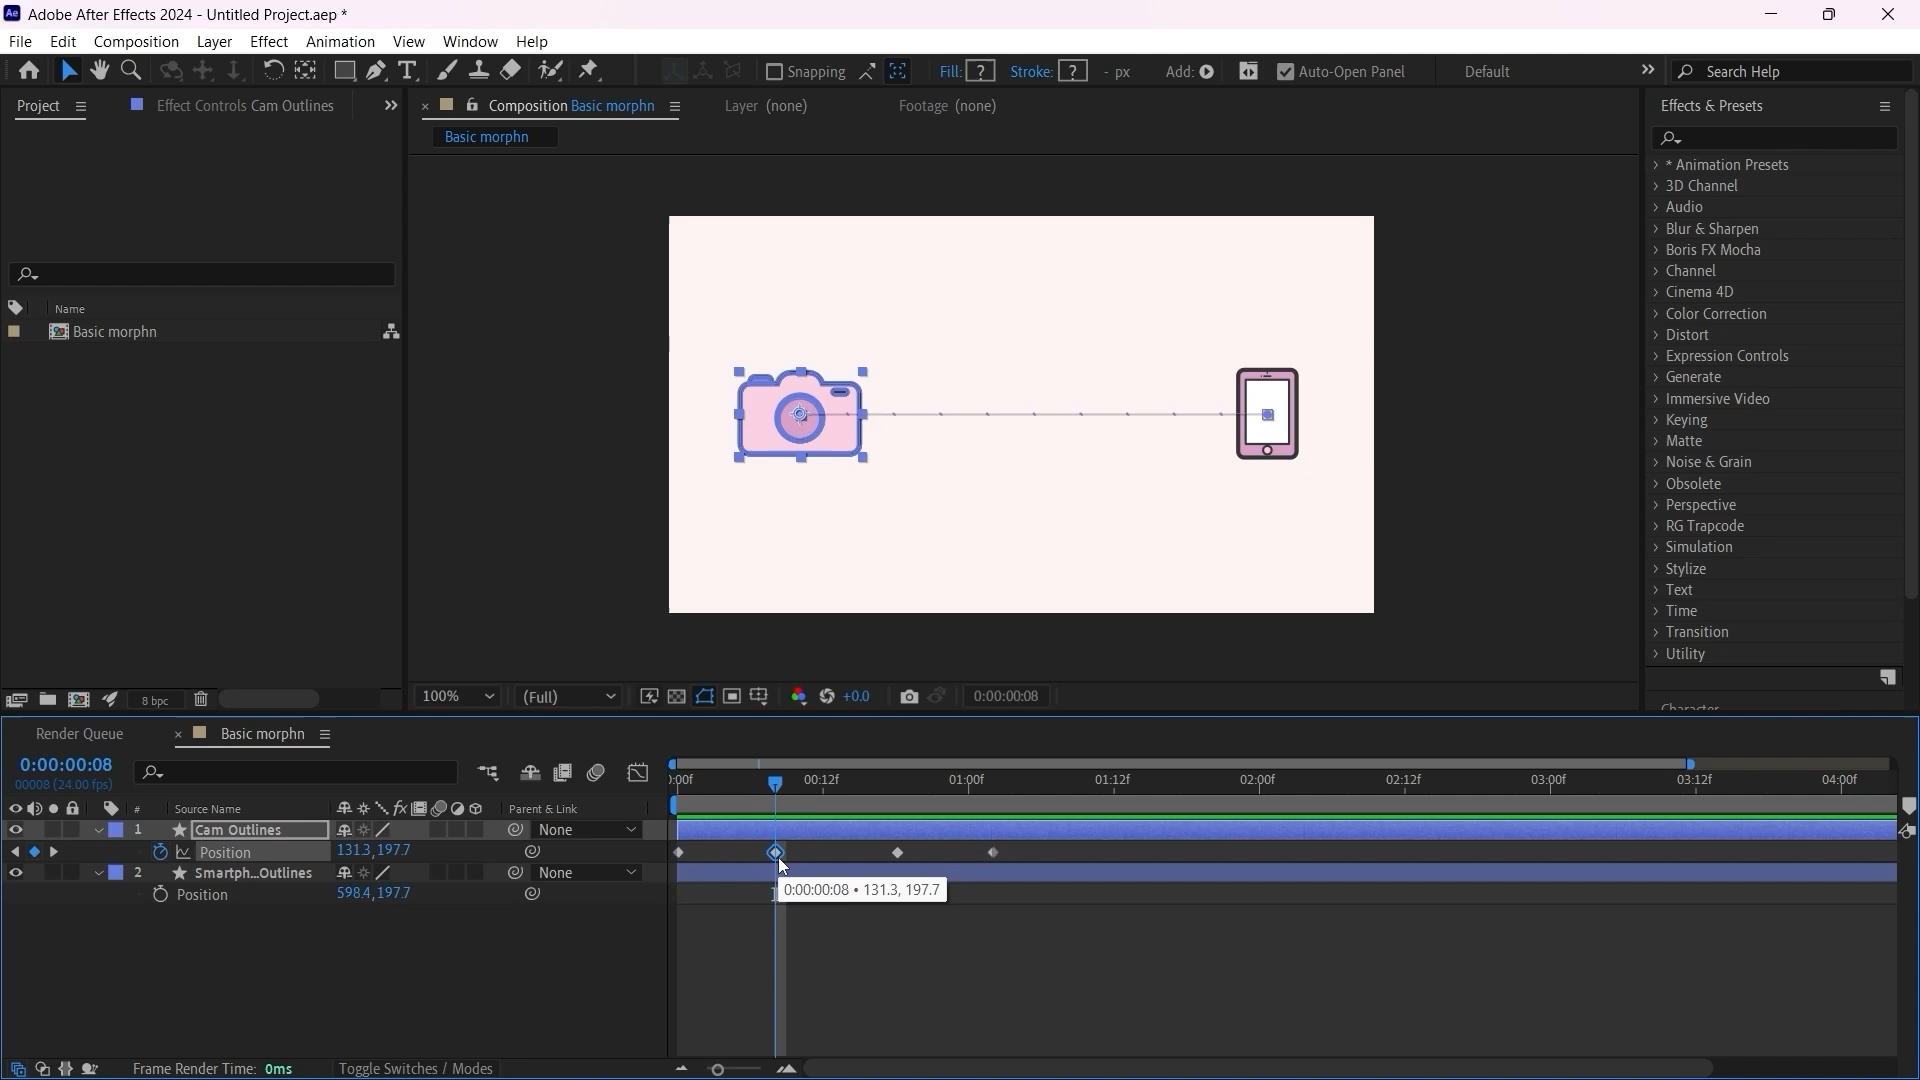 Ae Adobe After Effects 2024 - Untitled Project.aep *
File Edit Composition Layer Effect Animation View Window Help
Snapping Fill: ? Stroke: ? - px Add: Auto-Open Panel Default Search Help
Project Effect Controls Cam Outlines
Composition Basic morphn Layer (none) Footage (none)
Basic morphn
Effects & Presets
* Animation Presets
3D Channel
Audio
Blur & Sharpen
Boris FX Mocha
Channel
Cinema 4D
Color Correction
Distort
Expression Controls
Generate
Immersive Video
Keying
Matte
Noise & Grain
Obsolete
Perspective
RG Trapcode
Simulation
Stylize
Text
Time
Transition
Utility
Character
Name
Basic morphn
8 bpc
100% (Full) +0.0 0:00:00:08
Render Queue Basic morphn
0:00:00:08
00008 (24.00 fps)
00:12f 01:00f 01:12f 02:00f 02:12f 03:00f 03:12f 04:00f
# Source Name fx Parent & Link
1 Cam Outlines None
Position 131.3, 197.7
2 Smartph...Outlines None
Position 598.4, 197.7
0:00:00:08 • 131.3, 197.7
Frame Render Time: 0ms Toggle Switches / Modes